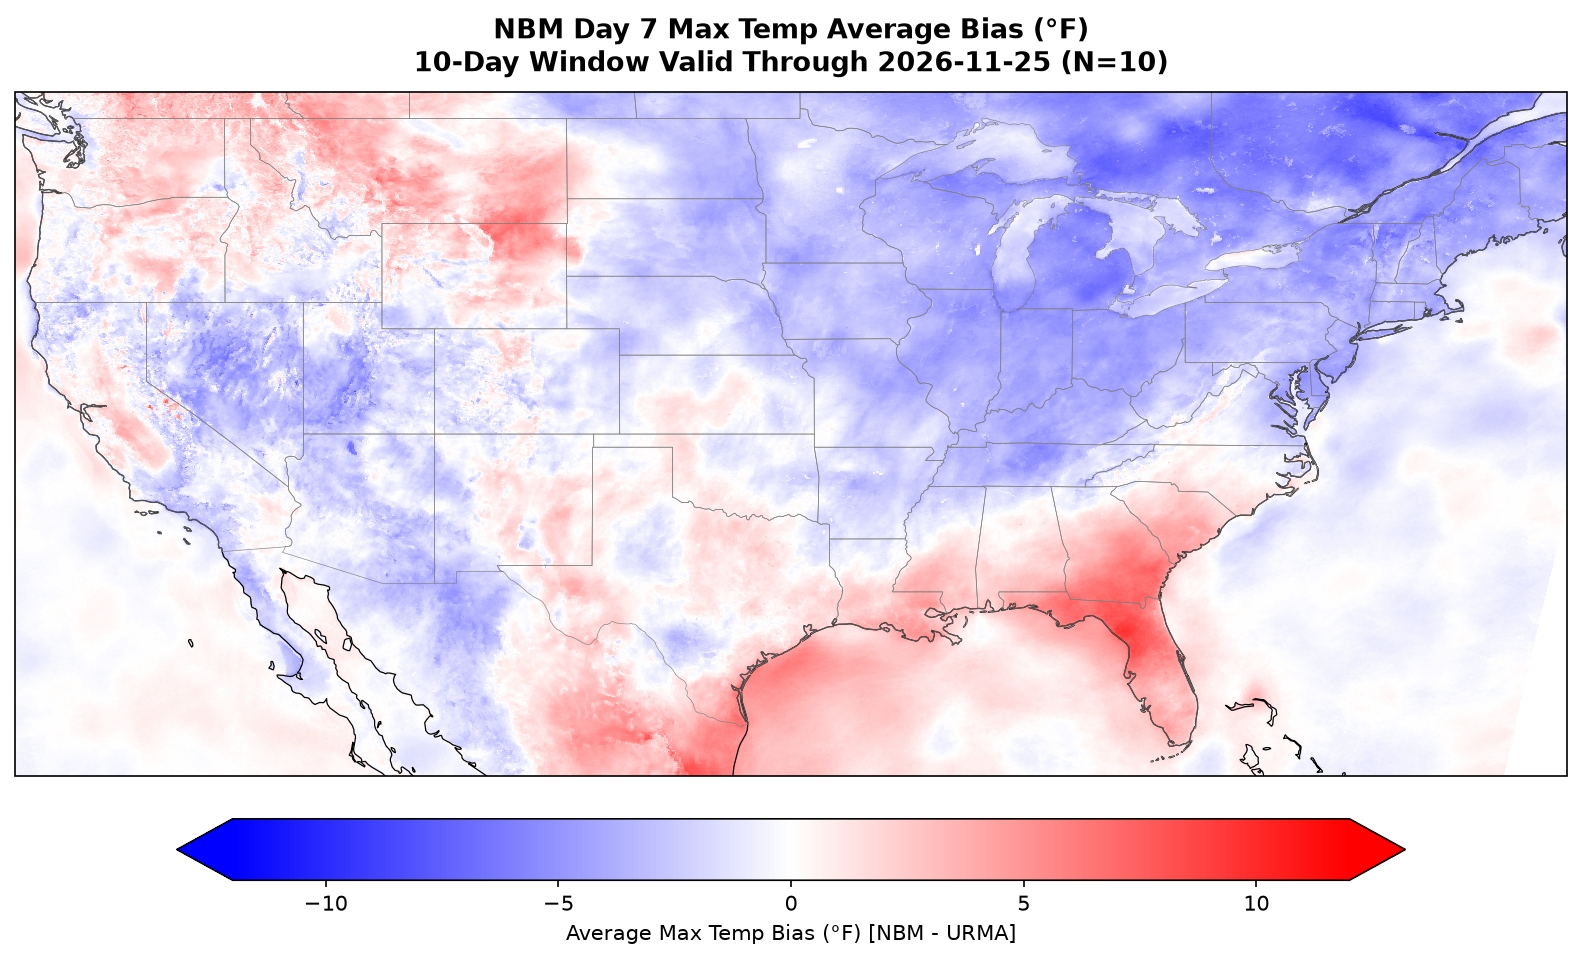 NBM Day 7 Max Temp Average Bias (°F)
10-Day Window Valid Through 2026-11-25 (N=10)
−10 −5 0 5 10
Average Max Temp Bias (°F) [NBM - URMA]